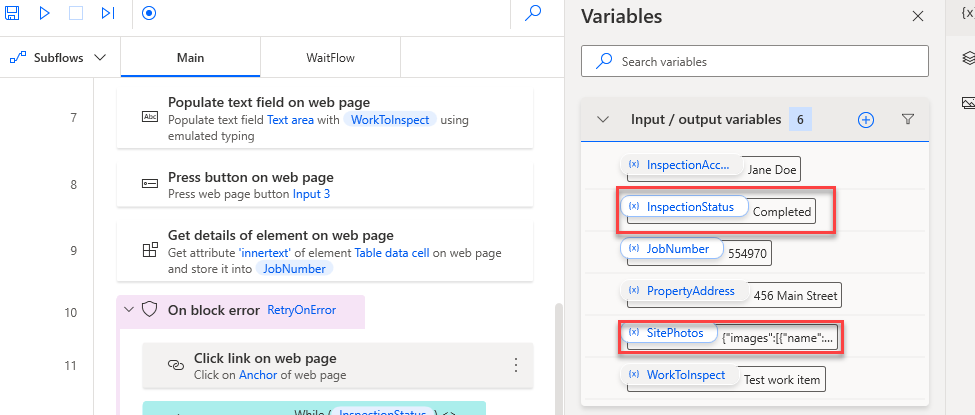 Subflows
Main
WaitFlow
7
Abc
Populate text field on web page
Populate text field Text area with WorkToInspect using
emulated typing
8
Press button on web page
Press web page button Input 3
9
Get details of element on web page
Get attribute 'innertext' of element Table data cell on web page
and store it into JobNumber
10
On block error RetryOnError
11
Click link on web page
Click on Anchor of web page
While ( InspectionStatus ) <>
Variables
{x}
Search variables
Input / output variables 6
(x) InspectionAcc... Jane Doe
(x) InspectionStatus Completed
(x) JobNumber 554970
(x) PropertyAddress 456 Main Street
(x) SitePhotos {"images":[{"name":...
(x) WorkToInspect Test work item